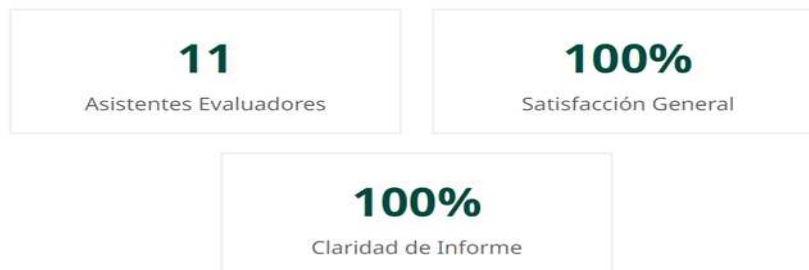 11
Asistentes Evaluadores
100%
Satisfacción General
100%
Claridad de Informe